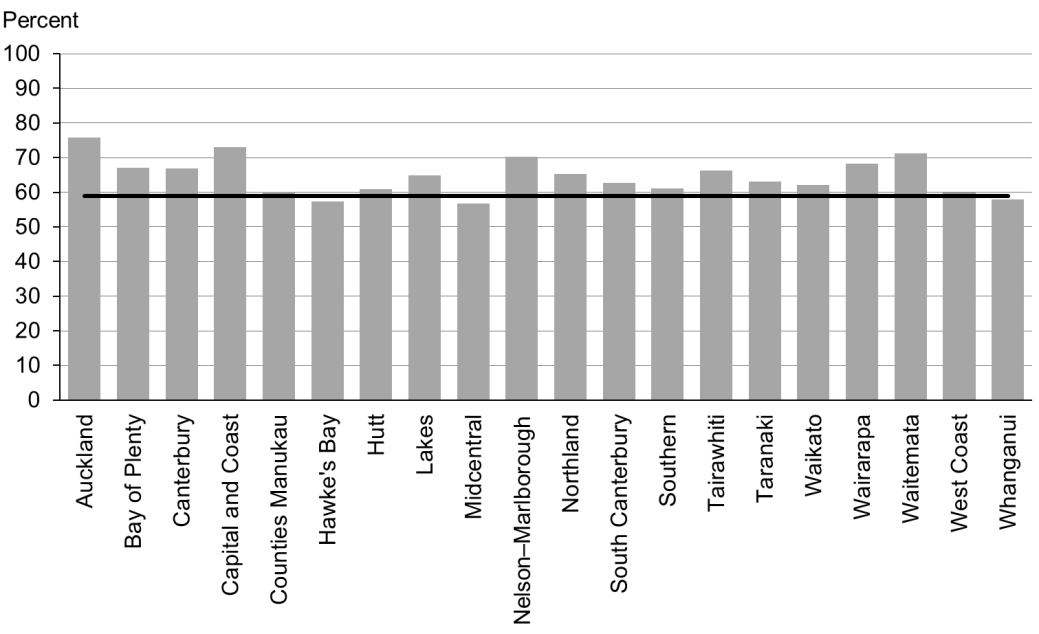 Percent
100
90
80
70
60
50
40
30
20
10
0
Auckland
Bay of Plenty
Canterbury
Capital and Coast
Counties Manukau
Hawke's Bay
Hutt
Lakes
Midcentral
Nelson–Marlborough
Northland
South Canterbury
Southern
Tairawhiti
Taranaki
Waikato
Wairarapa
Waitemata
West Coast
Whanganui